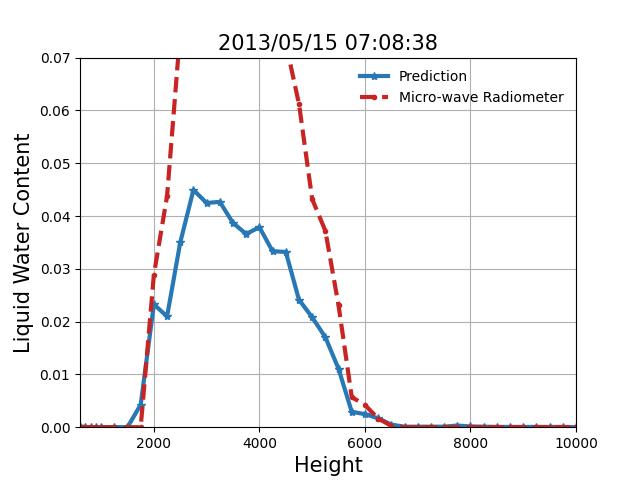 2013/05/15 07:08:38
Prediction
Micro-wave Radiometer
Liquid Water Content
0.07
0.06
0.05
0.04
0.03
0.02
0.01
0.00
2000 4000 6000 8000 10000
Height